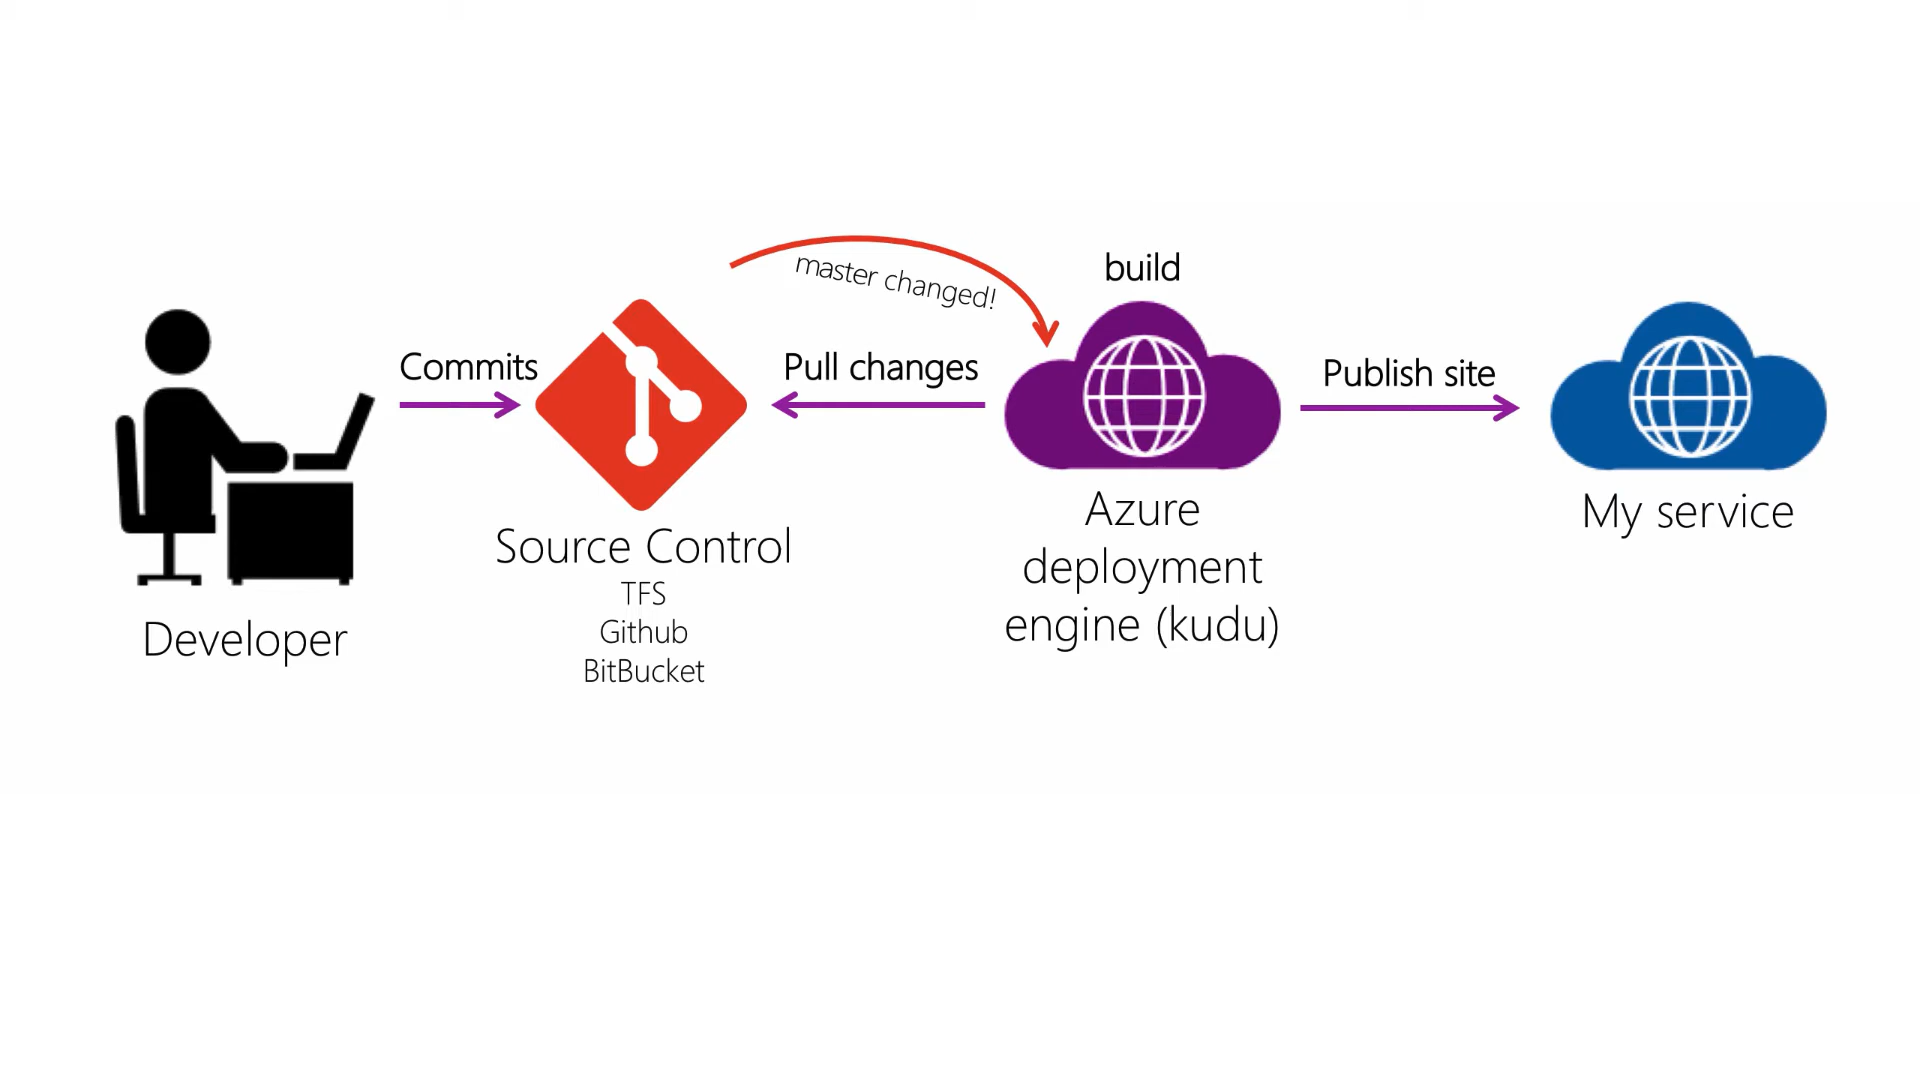 master changed!
build
Commits
Pull changes
Publish site
Developer
Source Control
TFS
Github
BitBucket
Azure
deployment
engine (kudu)
My service